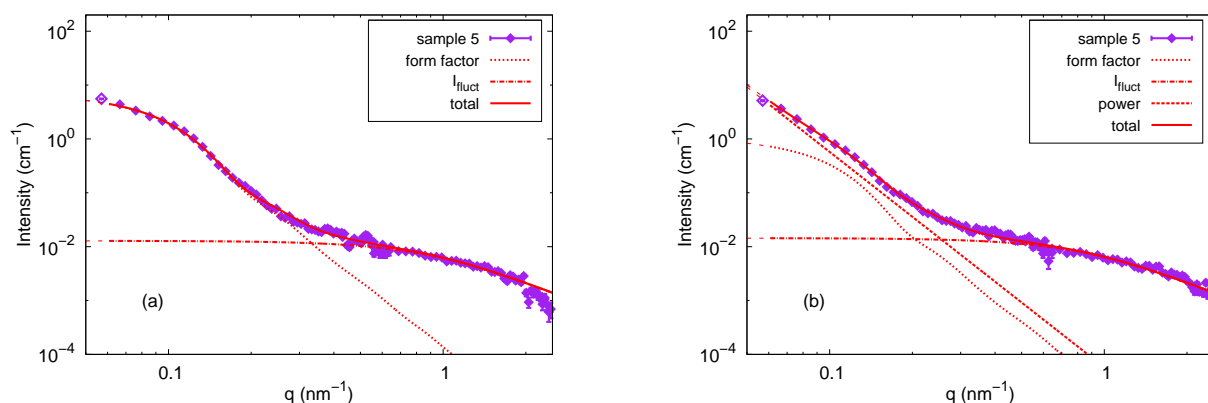 10^2
10^0
10^-2
10^-4
0.1
1
Intensity (cm^-1)
q (nm^-1)
(a)
sample 5
form factor
I_fluct
total
10^2
10^0
10^-2
10^-4
0.1
1
Intensity (cm^-1)
q (nm^-1)
(b)
sample 5
form factor
I_fluct
power
total